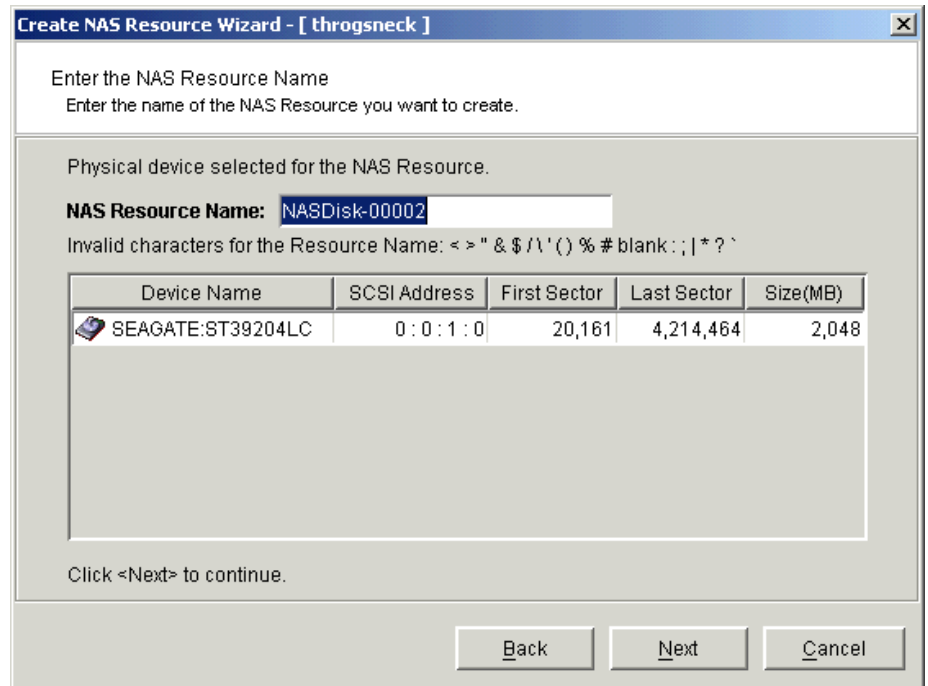 Create NAS Resource Wizard - [ throgsneck ]
Enter the NAS Resource Name
Enter the name of the NAS Resource you want to create.
Physical device selected for the NAS Resource.
NAS Resource Name: NASDisk-00002
Invalid characters for the Resource Name: < > " & $ / \ ' ( ) % # blank : ; | * ? `
Device Name SCSI Address First Sector Last Sector Size(MB)
SEAGATE:ST39204LC 0:0:1:0 20,161 4,214,464 2,048
Click <Next> to continue.
Back Next Cancel